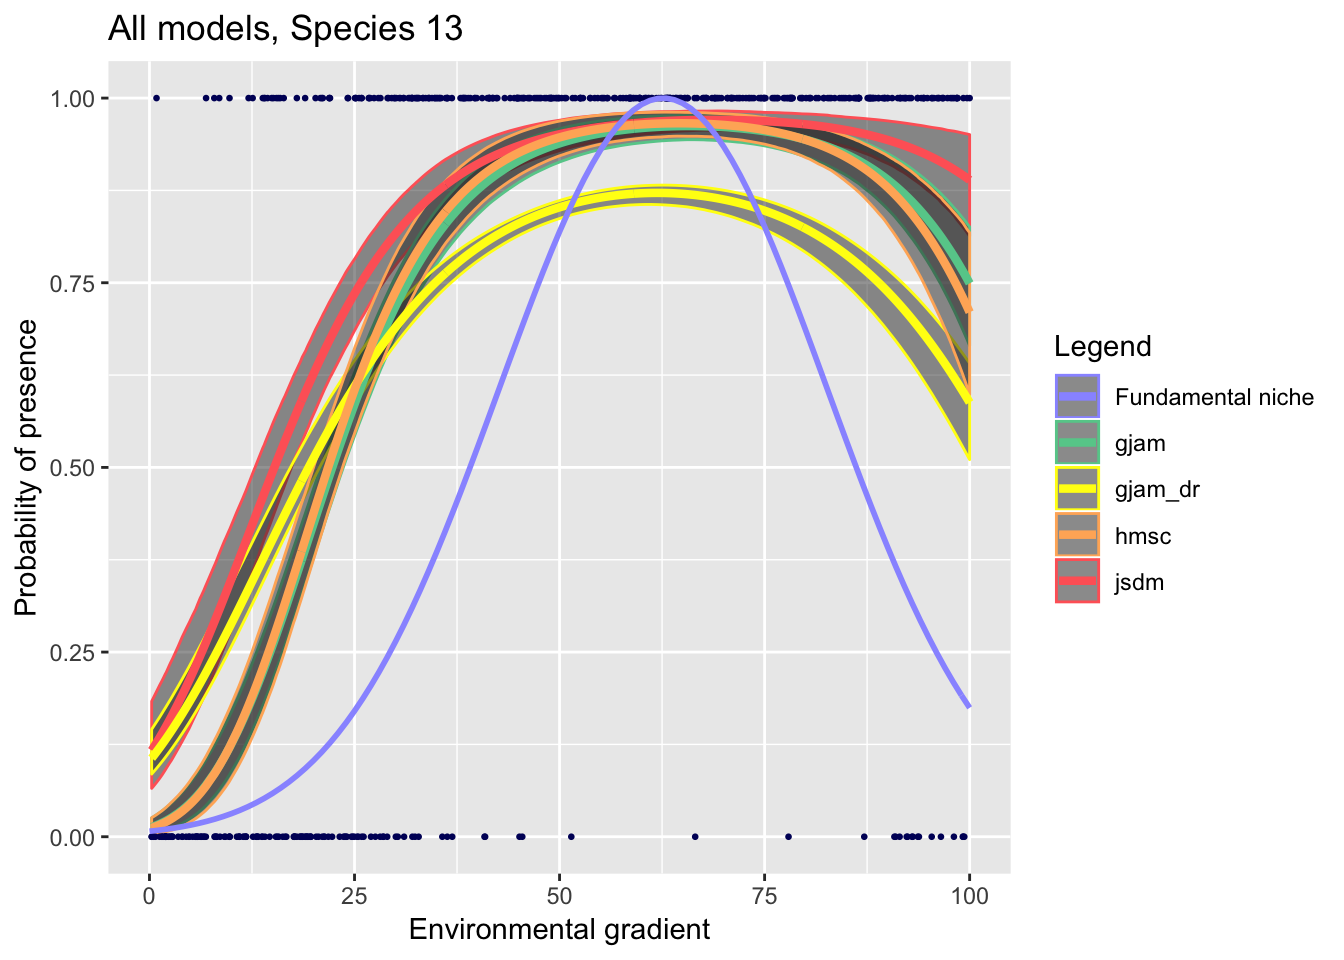 All models, Species 13
1.00
0.75
0.50
0.25
0.00
Probability of presence
0
25
50
75
100
Environmental gradient
Legend
Fundamental niche
gjam
gjam_dr
hmsc
jsdm